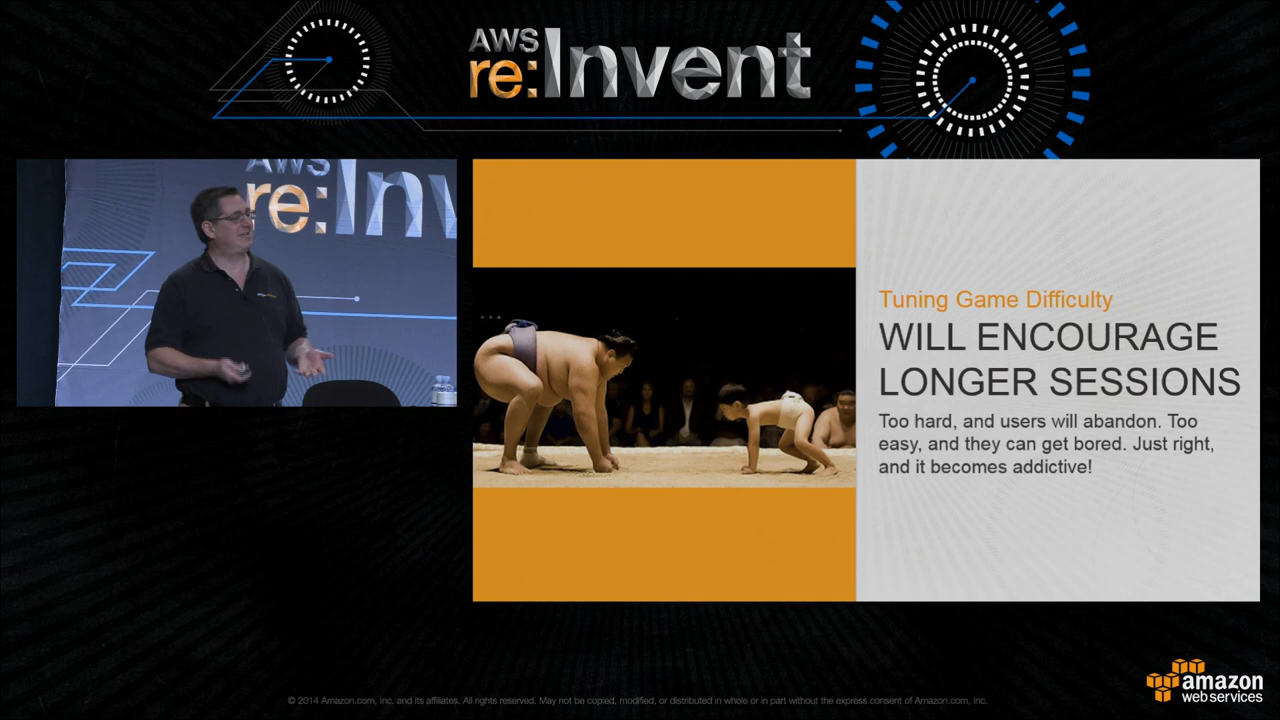 AWS
re:Invent
AWS
re:Inv
Tuning Game Difficulty
WILL ENCOURAGE
LONGER SESSIONS
Too hard, and users will abandon. Too
easy, and they can get bored. Just right,
and it becomes addictive!
© 2014 Amazon.com, Inc. and its affiliates. All rights reserved. May not be copied, modified, or distributed in whole or in part without the express consent of Amazon.com, Inc.
amazon
web services